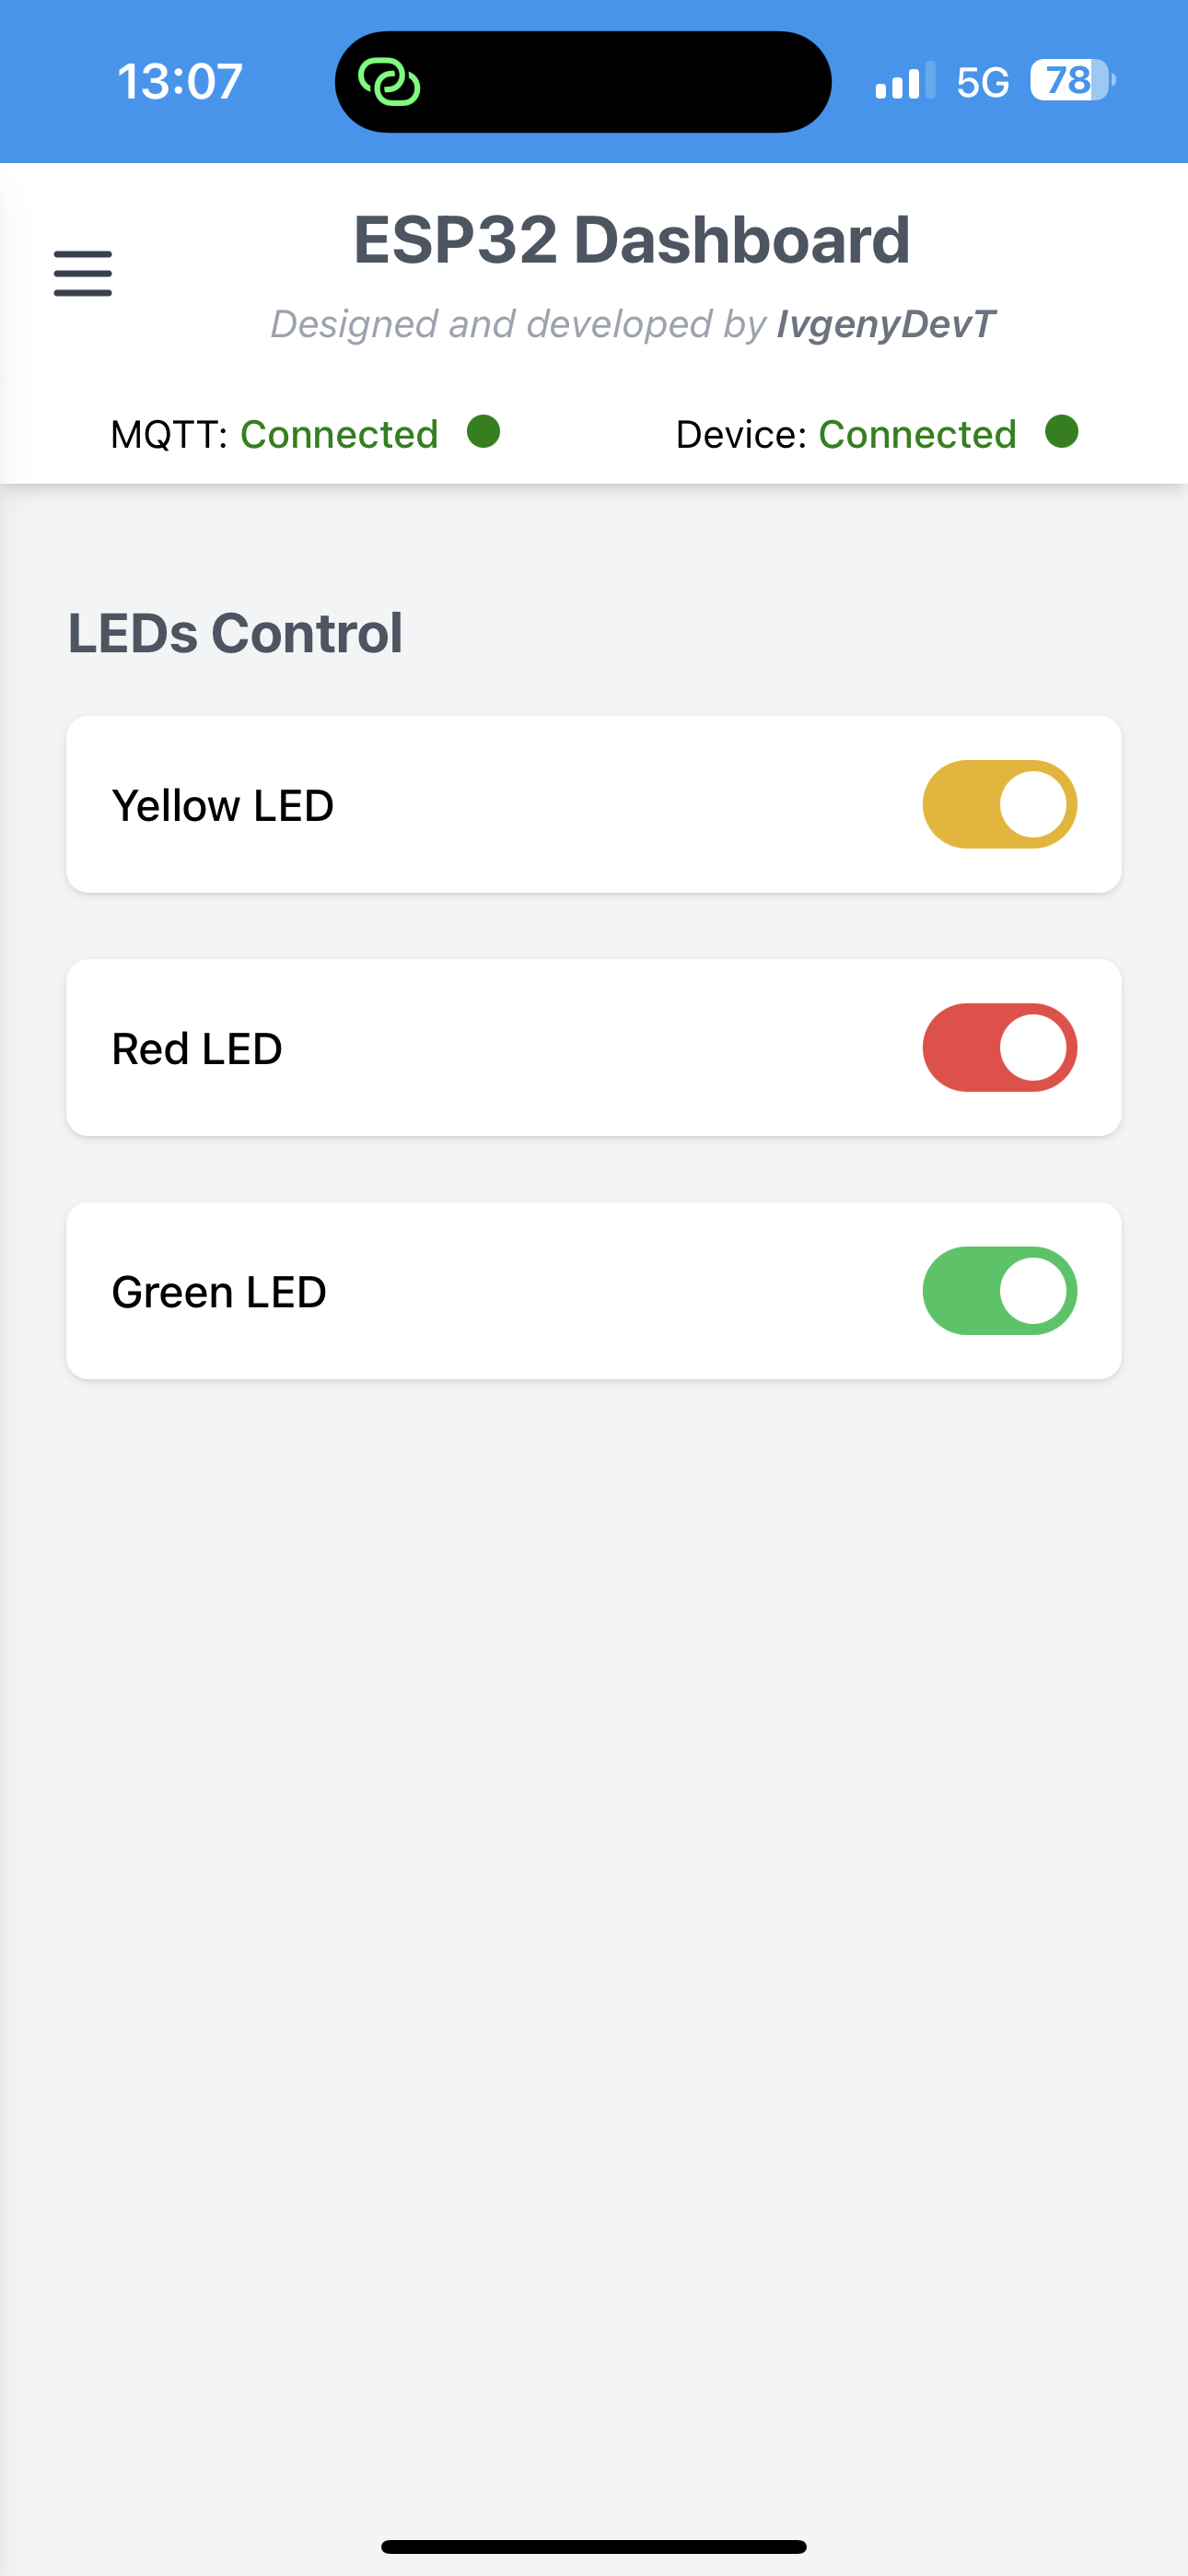 13:07 5G 78
ESP32 Dashboard
Designed and developed by IvgenyDevT
MQTT: Connected Device: Connected
LEDs Control
Yellow LED
Red LED
Green LED